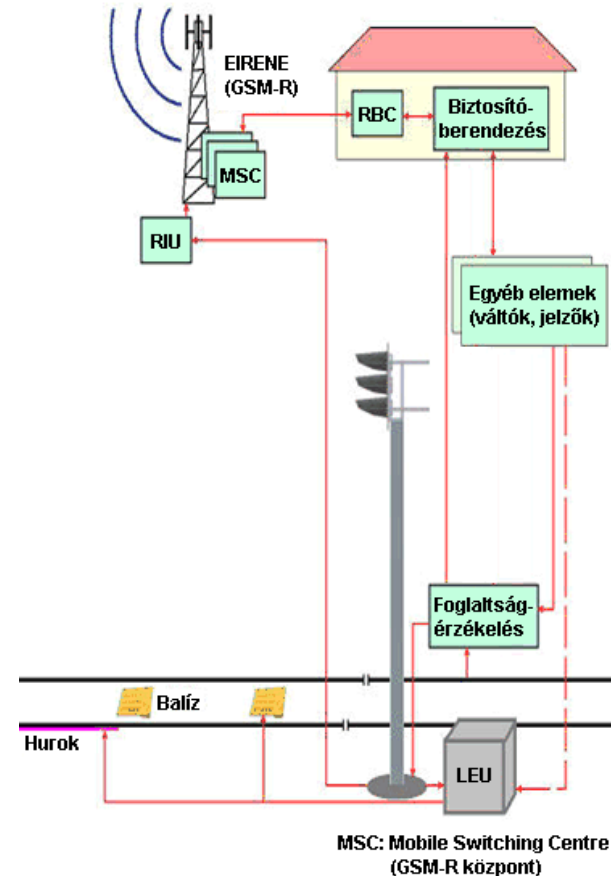 EIRENE
(GSM-R)
RBC
Biztosító-
berendezés
MSC
RIU
Egyéb elemek
(váltók, jelzők)
Foglaltság-
érzékelés
Balíz
Hurok
LEU
MSC: Mobile Switching Centre
(GSM-R központ)